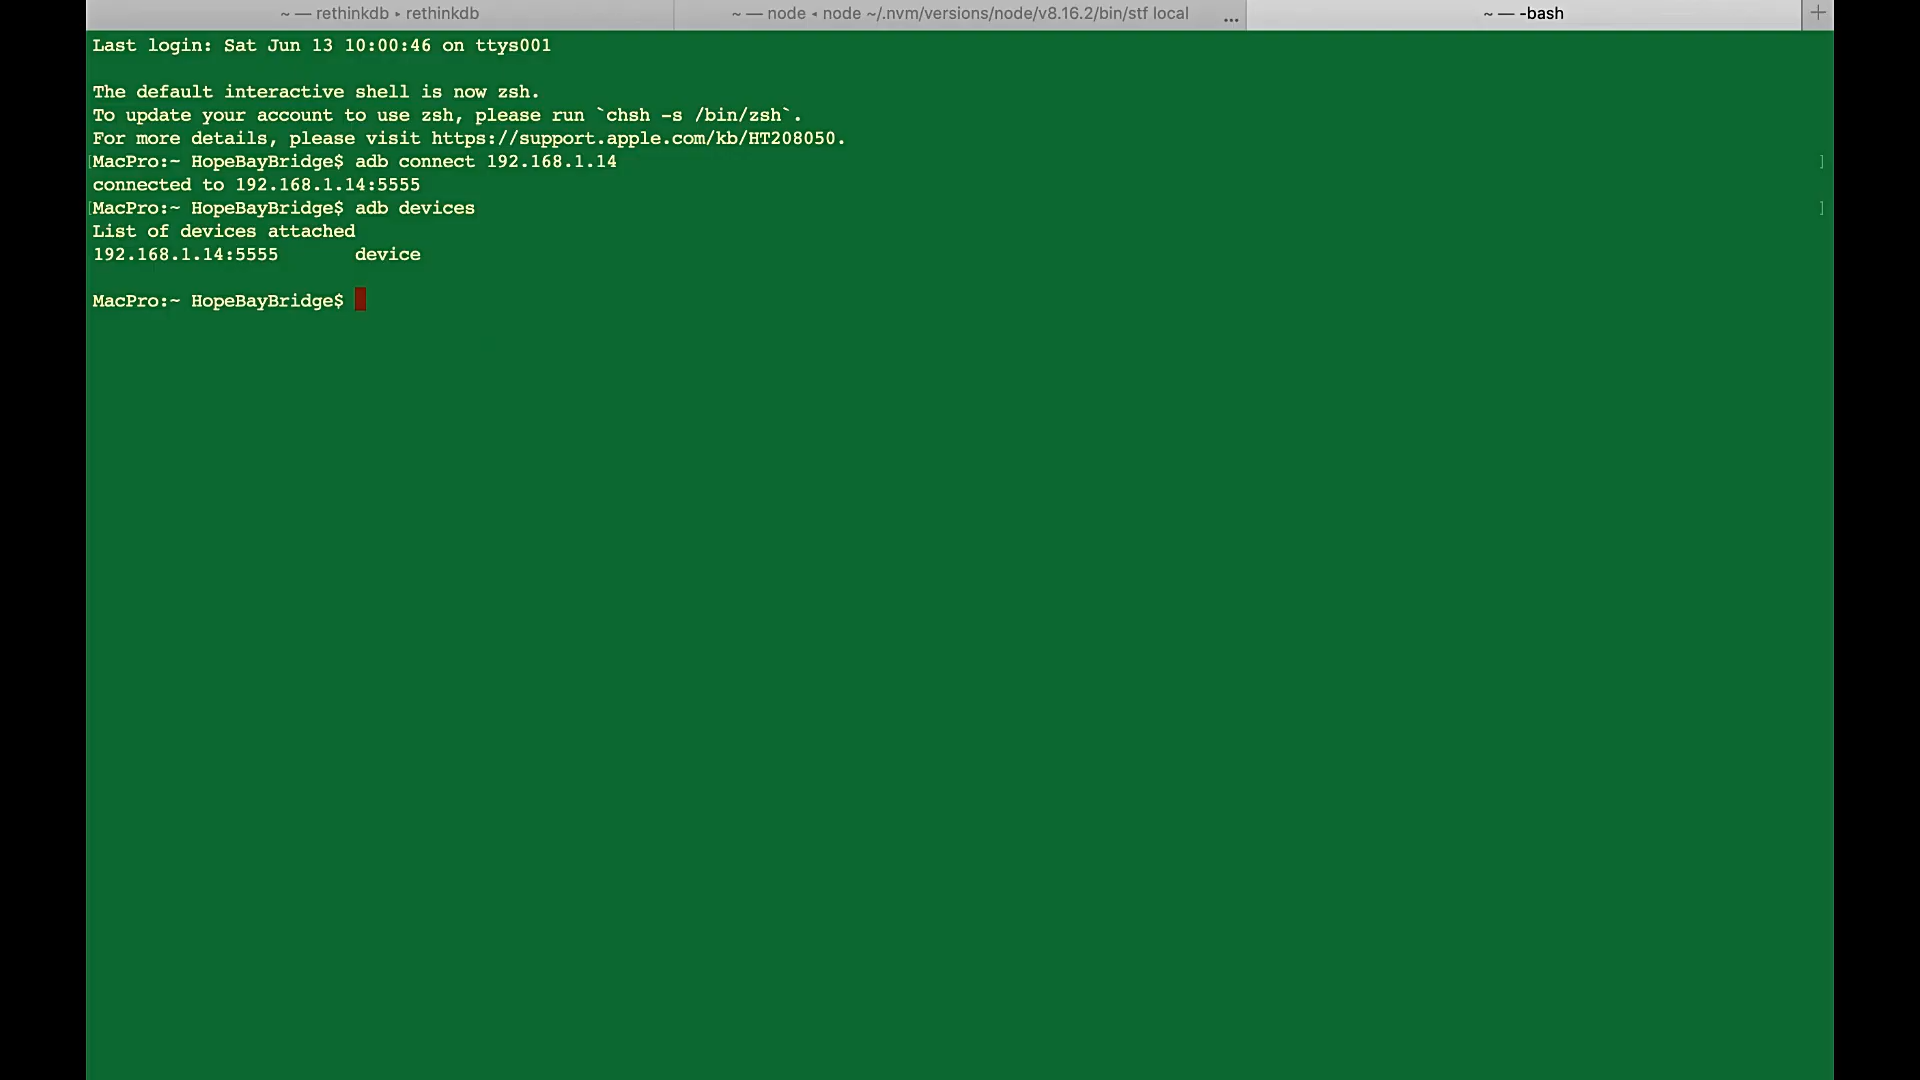 ~ — rethinkdb ▸ rethinkdb
~ — node ◂ node ~/.nvm/versions/node/v8.16.2/bin/stf local ...
~ — -bash
+
Last login: Sat Jun 13 10:00:46 on ttys001
The default interactive shell is now zsh.
To update your account to use zsh, please run `chsh -s /bin/zsh`.
For more details, please visit https://support.apple.com/kb/HT208050.
[MacPro:~ HopeBayBridge$ adb connect 192.168.1.14 ]
connected to 192.168.1.14:5555
[MacPro:~ HopeBayBridge$ adb devices ]
List of devices attached
192.168.1.14:5555 device
MacPro:~ HopeBayBridge$